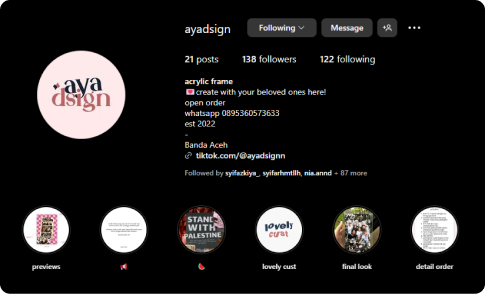 ayadsign
Following
Message
21 posts
138 followers
122 following
aya
dsign
acrylic frame
💌create with your beloved ones here!
open order
whatsapp 0895360573633
est 2022
-
Banda Aceh
tiktok.com/@ayadsignn
Followed by syifazkiya_, syifarhmtllh, nia.annd + 87 more
STAND
WITH
PALESTINE
lovely
cust
previews
📢
🍉
lovely cust
final look
detail order